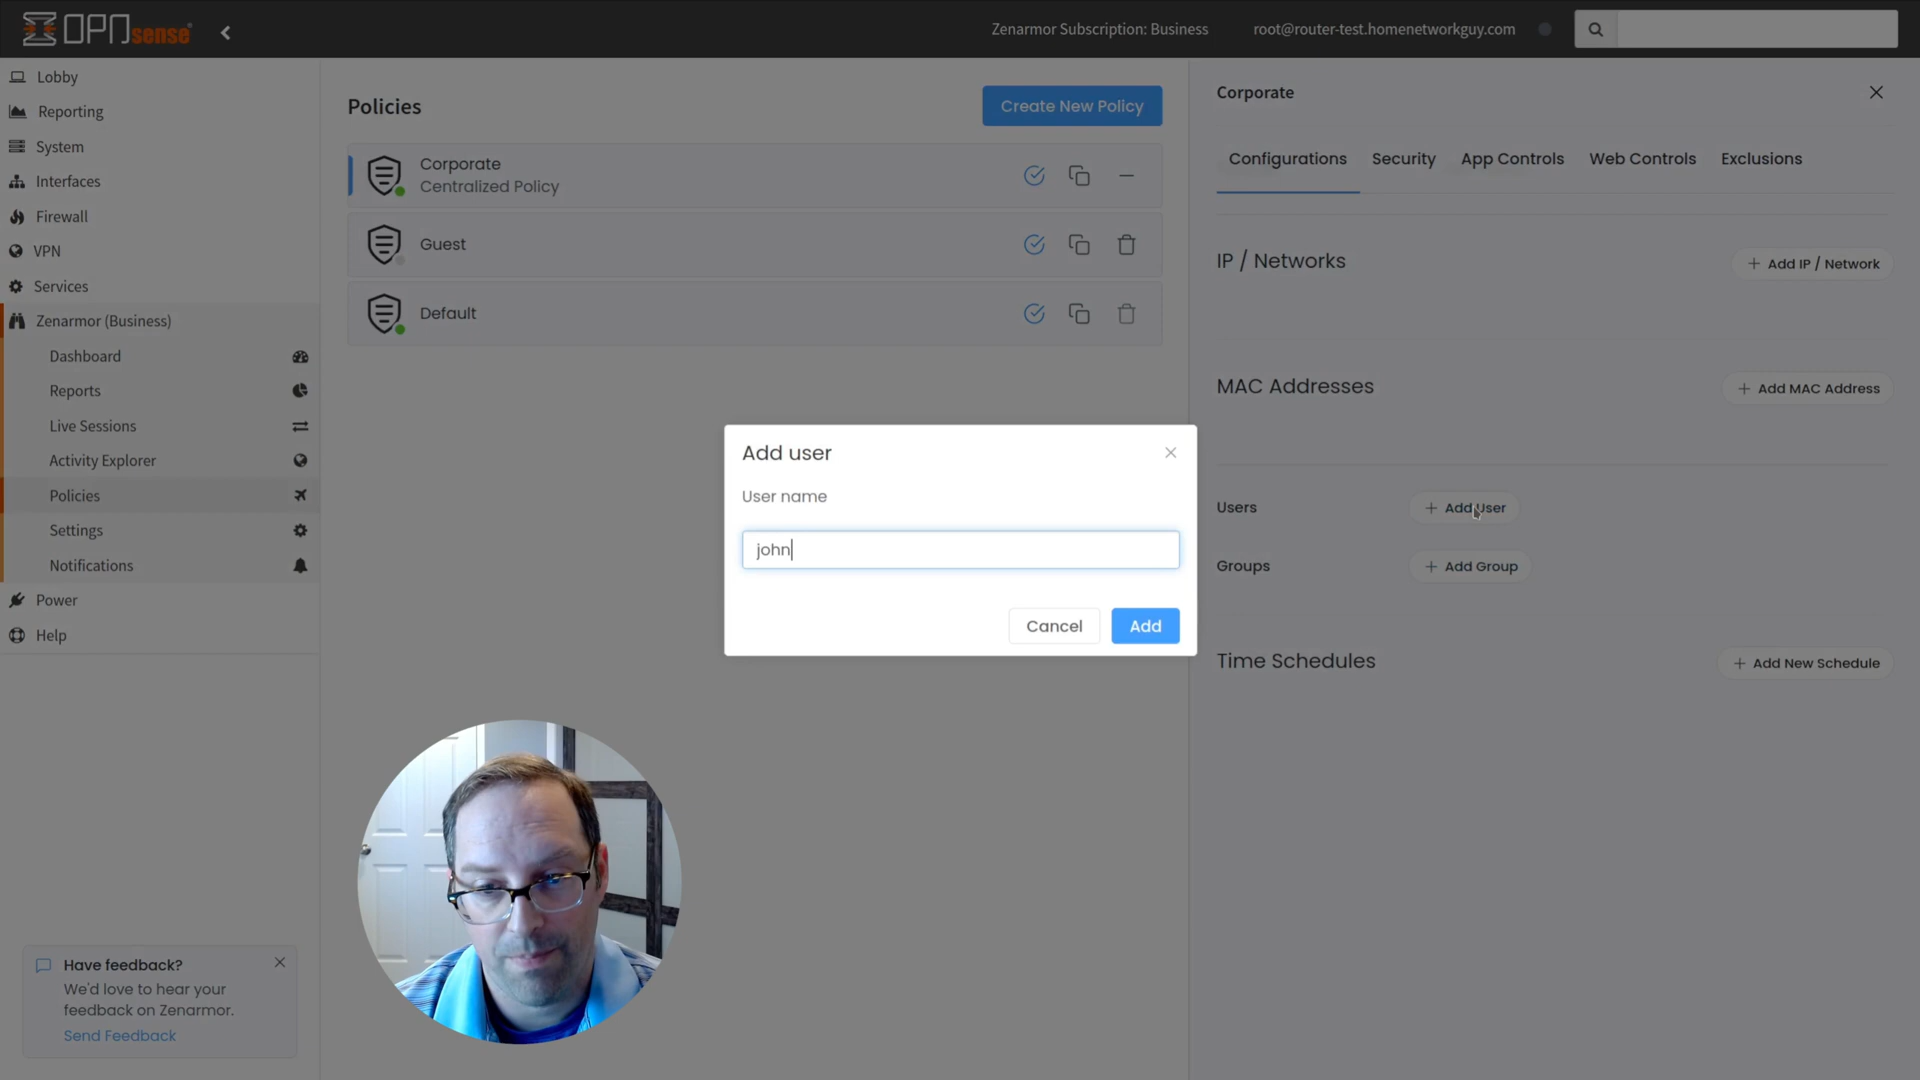 OPNsense
Zenarmor Subscription: Business
root@router-test.homenetworkguy.com
Lobby
Reporting
System
Interfaces
Firewall
VPN
Services
Zenarmor (Business)
Dashboard
Reports
Live Sessions
Activity Explorer
Policies
Settings
Notifications
Power
Help
Have feedback?
We'd love to hear your
feedback on Zenarmor.
Send Feedback
Policies
Create New Policy
Corporate
Centralized Policy
Guest
Default
Add user
User name
john
Cancel
Add
Corporate
Configurations Security App Controls Web Controls Exclusions
IP / Networks
+ Add IP / Network
MAC Addresses
+ Add MAC Address
Users
+ Add User
Groups
+ Add Group
Time Schedules
+ Add New Schedule